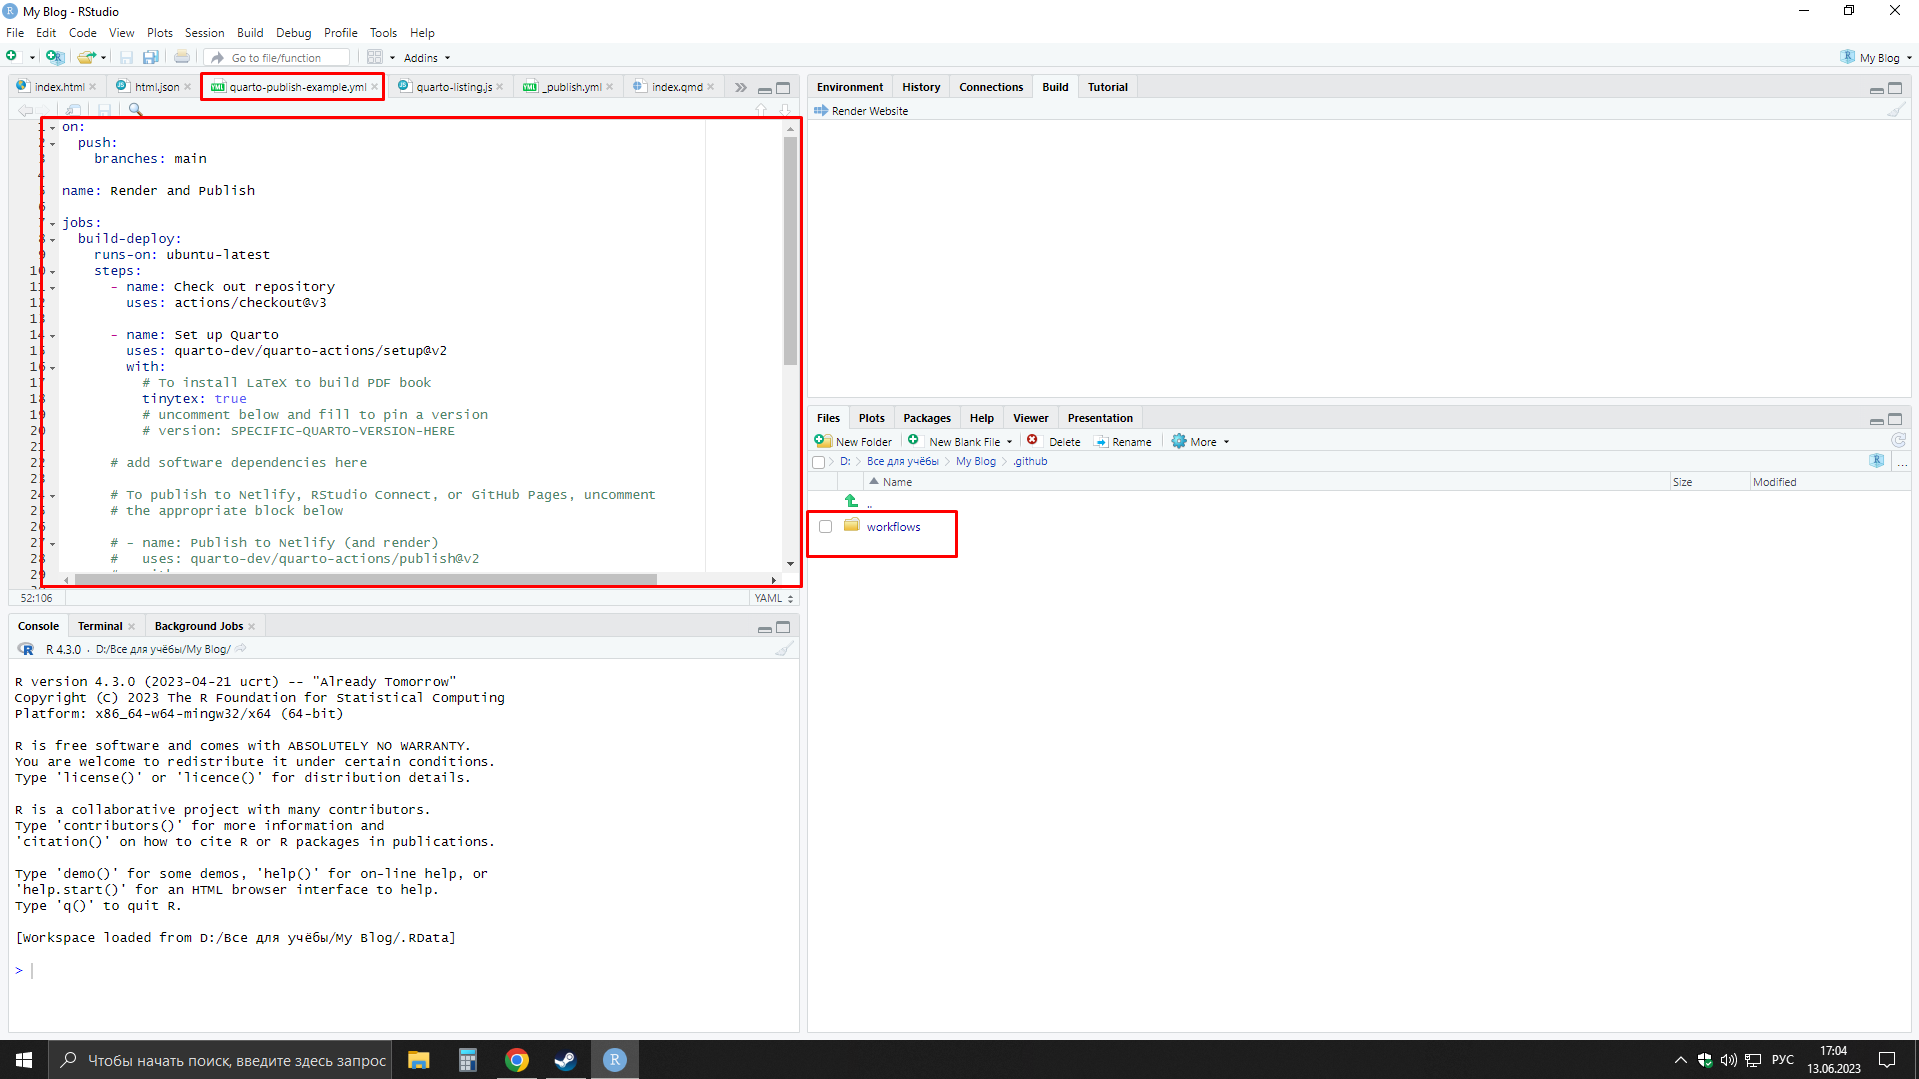 My Blog - RStudio
File Edit Code View Plots Session Build Debug Profile Tools Help
Go to file/function Addins My Blog
index.html html.json quarto-publish-example.yml quarto-listing.js _publish.yml index.qmd
1 on:
2 push:
3 branches: main
4
5 name: Render and Publish
6
7 jobs:
8 build-deploy:
9 runs-on: ubuntu-latest
10 steps:
11 - name: Check out repository
12 uses: actions/checkout@v3
13
14 - name: Set up Quarto
15 uses: quarto-dev/quarto-actions/setup@v2
16 with:
17 # To install LaTeX to build PDF book
18 tinytex: true
19 # uncomment below and fill to pin a version
20 # version: SPECIFIC-QUARTO-VERSION-HERE
21
22 # add software dependencies here
23
24 # To publish to Netlify, RStudio Connect, or GitHub Pages, uncomment
25 # the appropriate block below
26
27 # - name: Publish to Netlify (and render)
28 # uses: quarto-dev/quarto-actions/publish@v2
29
52:106 YAML
Console Terminal Background Jobs
R 4.3.0 · D:/Все для учёбы/My Blog/
R version 4.3.0 (2023-04-21 ucrt) -- "Already Tomorrow"
Copyright (C) 2023 The R Foundation for Statistical Computing
Platform: x86_64-w64-mingw32/x64 (64-bit)
R is free software and comes with ABSOLUTELY NO WARRANTY.
You are welcome to redistribute it under certain conditions.
Type 'license()' or 'licence()' for distribution details.
R is a collaborative project with many contributors.
Type 'contributors()' for more information and
'citation()' on how to cite R or R packages in publications.
Type 'demo()' for some demos, 'help()' for on-line help, or
'help.start()' for an HTML browser interface to help.
Type 'q()' to quit R.
[Workspace loaded from D:/Все для учёбы/My Blog/.RData]
>
Environment History Connections Build Tutorial
Render Website
Files Plots Packages Help Viewer Presentation
New Folder New Blank File Delete Rename More
D: Все для учёбы My Blog .github ...
Name Size Modified
..
workflows
Чтобы начать поиск, введите здесь запрос
РУС
17:04
13.06.2023